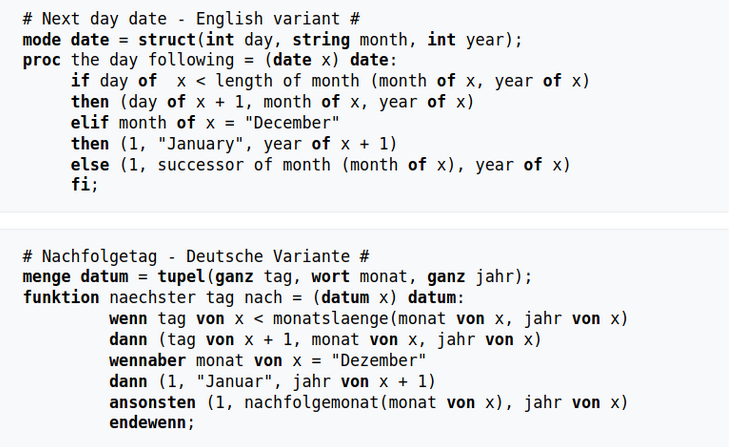 # Next day date - English variant #
mode date = struct(int day, string month, int year);
proc the day following = (date x) date:
     if day of  x < length of month (month of x, year of x)
     then (day of x + 1, month of x, year of x)
     elif month of x = "December"
     then (1, "January", year of x + 1)
     else (1, successor of month (month of x), year of x)
     fi;
# Nachfolgetag - Deutsche Variante #
menge datum = tupel(ganz tag, wort monat, ganz jahr);
funktion naechster tag nach = (datum x) datum:
         wenn tag von x < monatslaenge(monat von x, jahr von x)
         dann (tag von x + 1, monat von x, jahr von x)
         wennaber monat von x = "Dezember"
         dann (1, "Januar", jahr von x + 1)
         ansonsten (1, nachfolgemonat(monat von x), jahr von x)
         endewenn;